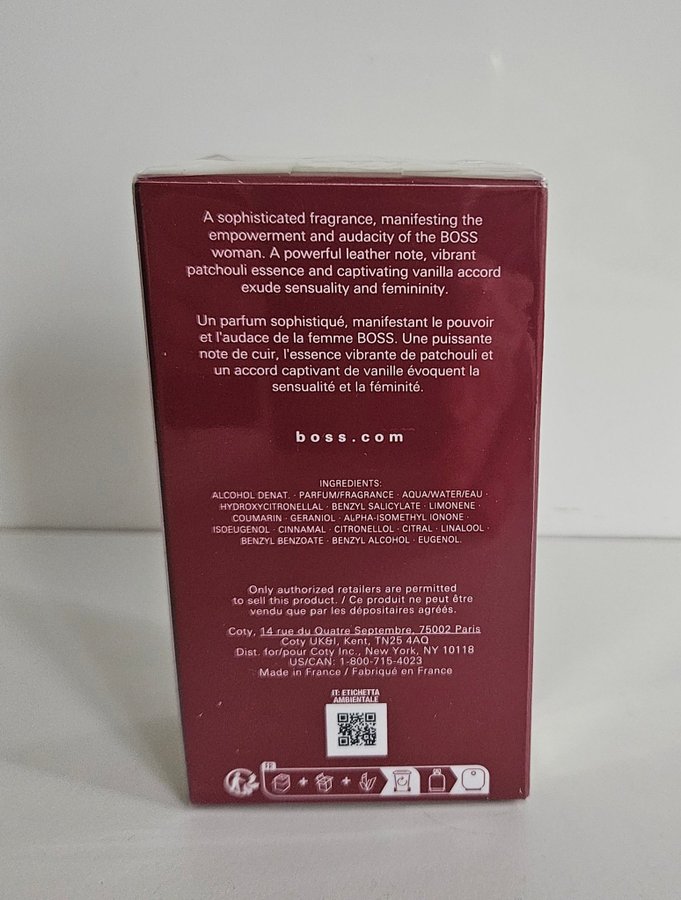 A sophisticated fragrance, manifesting the
empowerment and audacity of the BOSS
woman. A powerful leather note, vibrant
patchouli essence and captivating vanilla accord
exude sensuality and femininity.
Un parfum sophistiqué, manifestant le pouvoir
et l'audace de la femme BOSS. Une puissante
note de cuir, l'essence vibrante de patchouli et
un accord captivant de vanille évoquent la
sensualité et la féminité.
boss.com
INGREDIENTS:
ALCOHOL DENAT. · PARFUM/FRAGRANCE · AQUA/WATER/EAU ·
HYDROXYCITRONELLAL · BENZYL SALICYLATE · LIMONENE ·
COUMARIN · GERANIOL · ALPHA-ISOMETHYL IONONE ·
ISOEUGENOL · CINNAMAL · CITRONELLOL · CITRAL · LINALOOL ·
BENZYL BENZOATE · BENZYL ALCOHOL · EUGENOL.
Only authorized retailers are permitted
to sell this product. / Ce produit ne peut être
vendu que par les dépositaires agréés.
Coty, 14 rue du Quatre Septembre, 75002 Paris
Coty UK&I, Kent, TN25 4AQ
Dist. for/pour Coty Inc., New York, NY 10118
US/CAN: 1-800-715-4023
Made in France / Fabriqué en France
IT: ETICHETTA
AMBIENTALE
FR